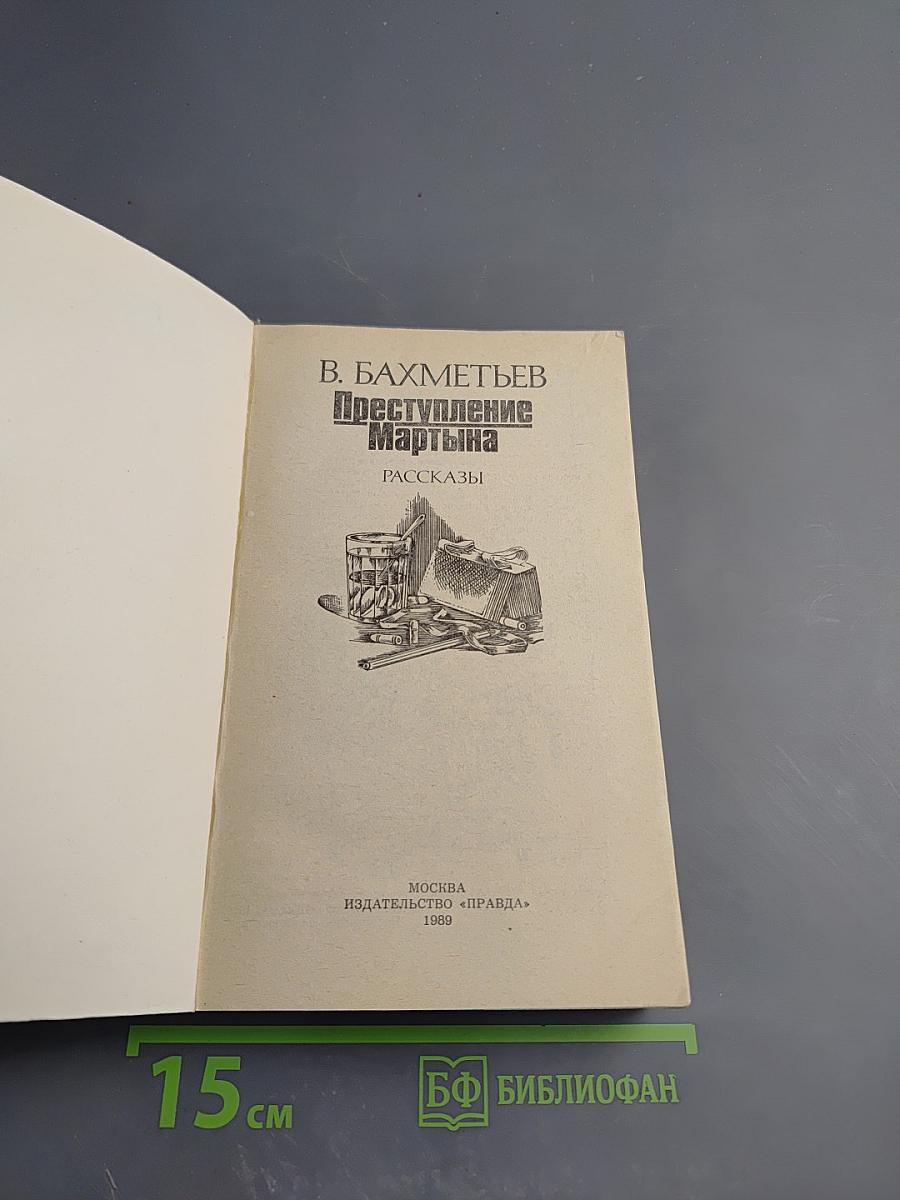 В. БАХМЕТЬЕВ
Преступление
Мартына
РАССКАЗЫ
МОСКВА
ИЗДАТЕЛЬСТВО «ПРАВДА»
1989
15 см
БФ БИБЛИОФАН